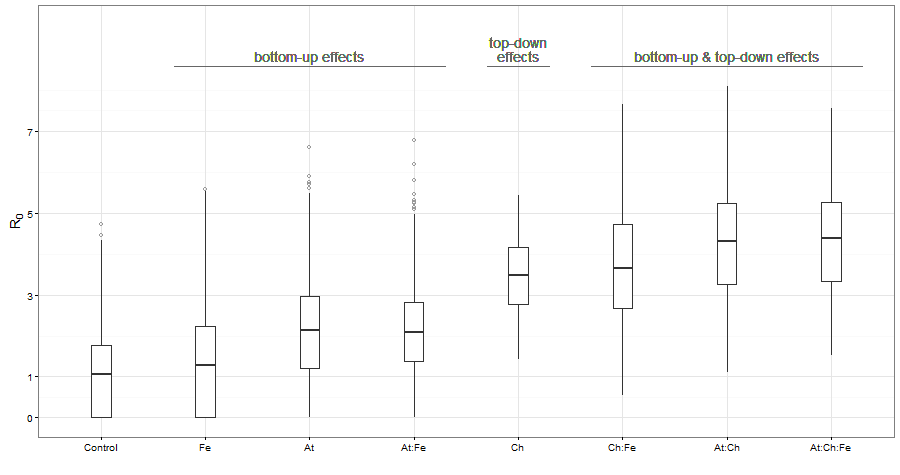 top-down
bottom-up effects effects bottom-up & top-down effects
7
5
R0
3
1
0
Control Fe At At:Fe Ch Ch:Fe At:Ch At:Ch:Fe